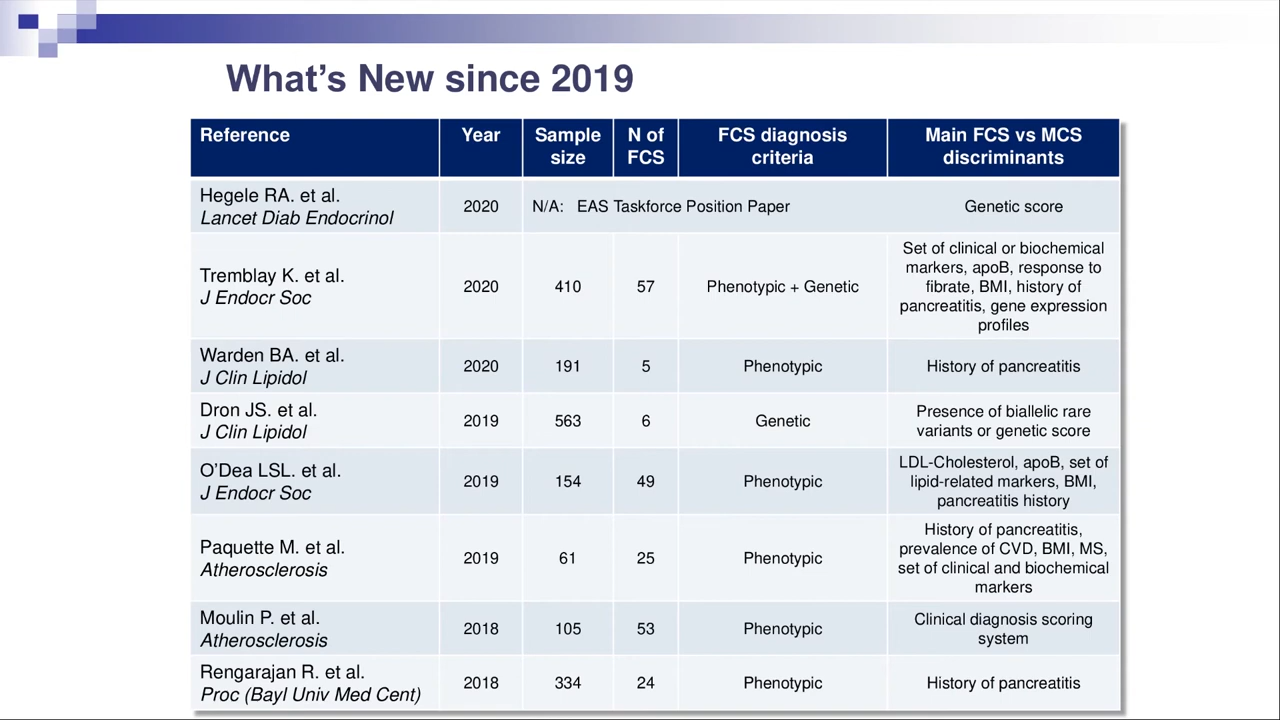 What's New since 2019
Reference
Year
Sample
size
N of
FCS
FCS diagnosis
criteria
Main FCS vs MCS
discriminants
Hegele RA. et al.
Lancet Diab Endocrinol
2020
N/A: EAS Taskforce Position Paper
Genetic score
Tremblay K. et al.
J Endocr Soc
2020
410
57
Phenotypic + Genetic
Set of clinical or biochemical
markers, apoB, response to
fibrate, BMI, history of
pancreatitis, gene expression
profiles
Warden BA. et al.
J Clin Lipidol
2020
191
5
Phenotypic
History of pancreatitis
Dron JS. et al.
J Clin Lipidol
2019
563
6
Genetic
Presence of biallelic rare
variants or genetic score
O'Dea LSL. et al.
J Endocr Soc
2019
154
49
Phenotypic
LDL-Cholesterol, apoB, set of
lipid-related markers, BMI,
pancreatitis history
Paquette M. et al.
Atherosclerosis
2019
61
25
Phenotypic
History of pancreatitis,
prevalence of CVD, BMI, MS,
set of clinical and biochemical
markers
Moulin P. et al.
Atherosclerosis
2018
105
53
Phenotypic
Clinical diagnosis scoring
system
Rengarajan R. et al.
Proc (Bayl Univ Med Cent)
2018
334
24
Phenotypic
History of pancreatitis